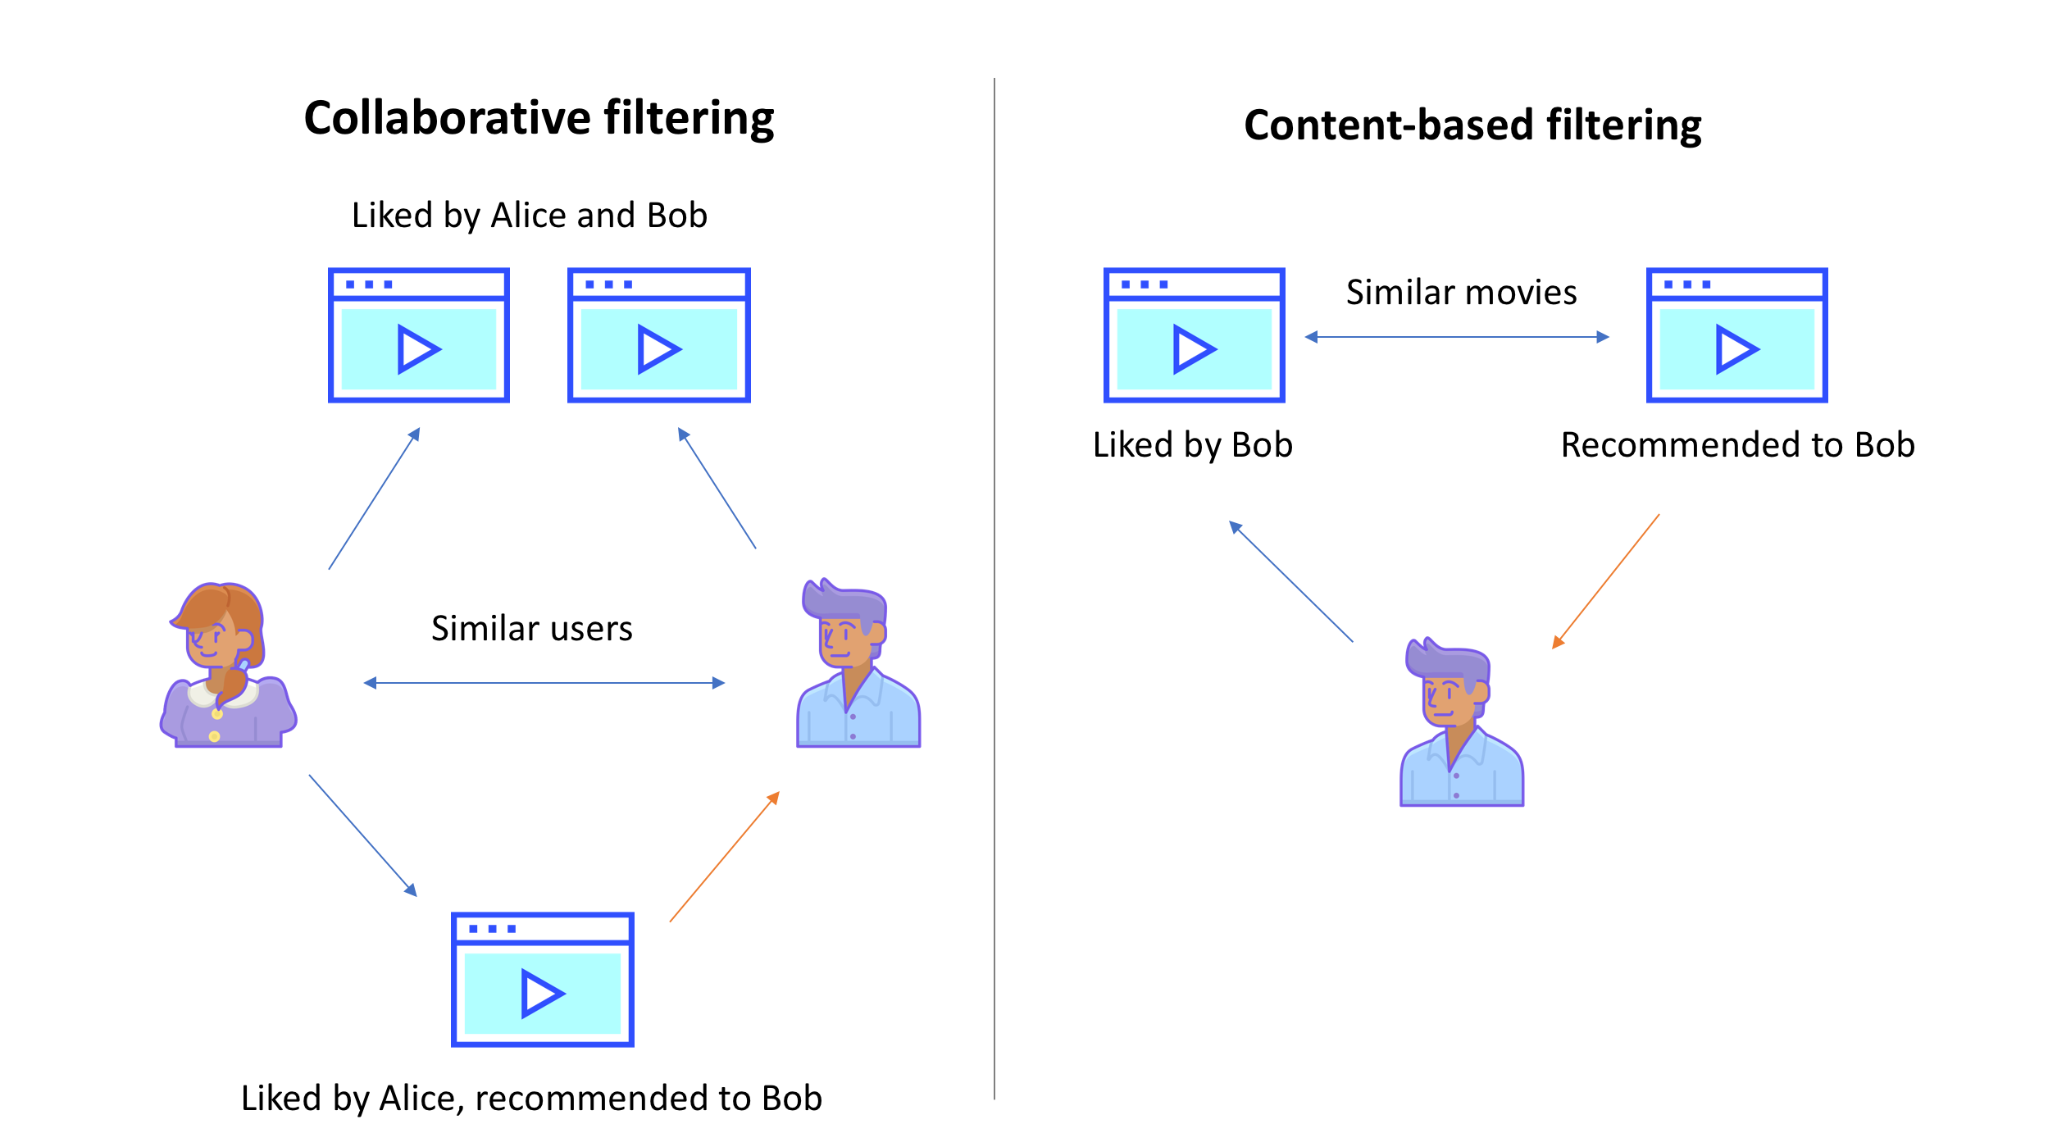 Collaborative filtering
Liked by Alice and Bob
Similar users
Liked by Alice, recommended to Bob
Content-based filtering
Similar movies
Liked by Bob
Recommended to Bob